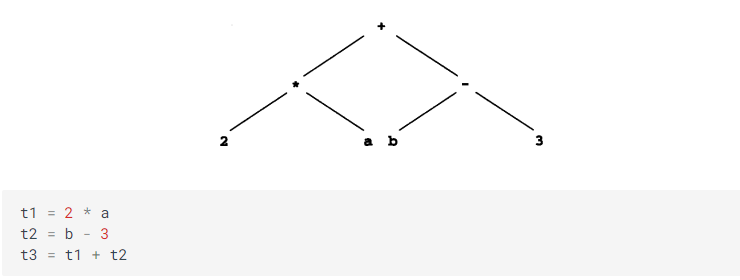 +
* -
2 a b 3
t1 = 2 * a
t2 = b - 3
t3 = t1 + t2